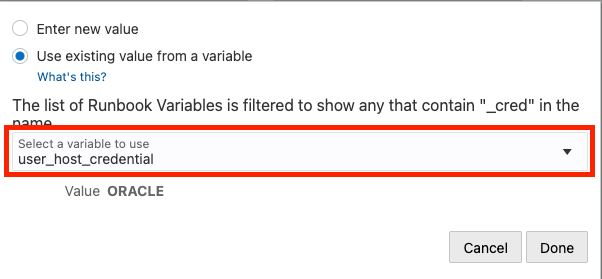 Enter new value
Use existing value from a variable
What's this?
The list of Runbook Variables is filtered to show any that contain "_cred" in the
name
Select a variable to use
user_host_credential
Value ORACLE
Cancel Done